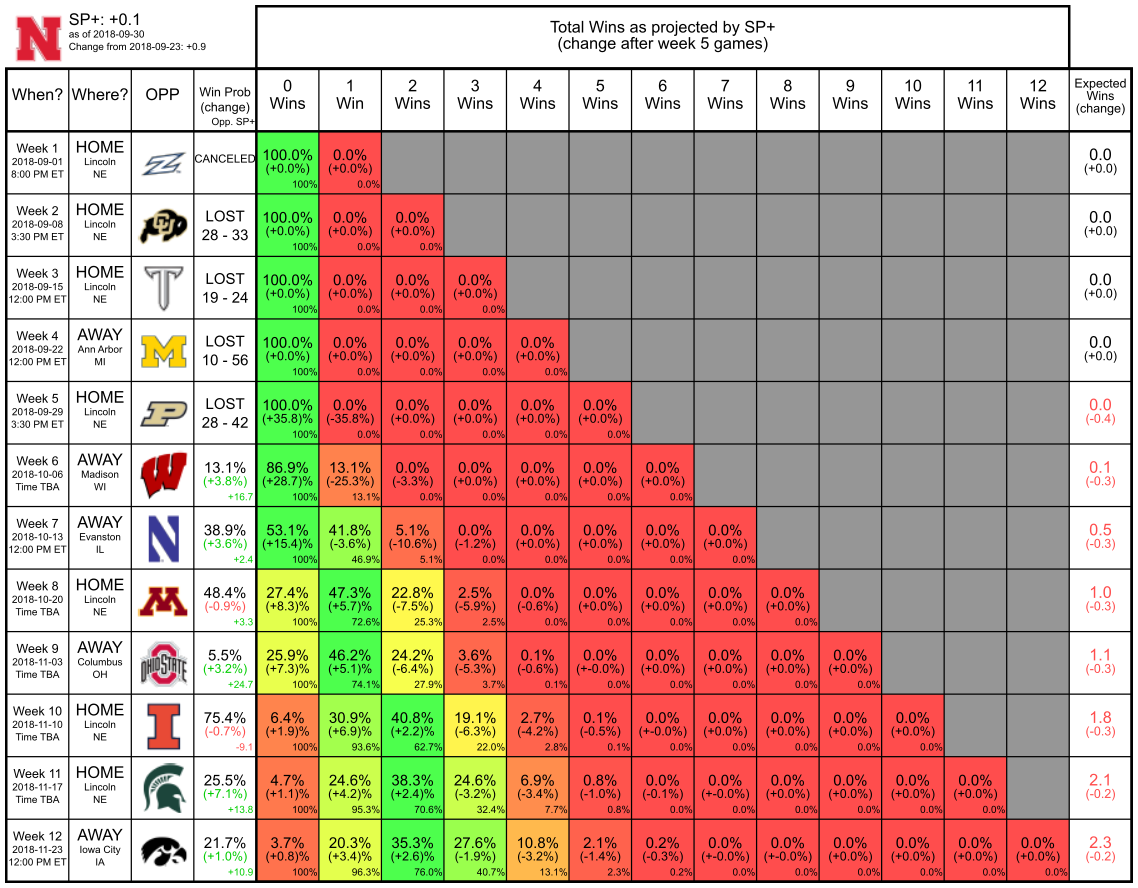 SP+: +0.1
as of 2018-09-30
Change from 2018-09-23: +0.9
Total Wins as projected by SP+
(change after week 5 games)
When? Where? OPP Win Prob (change) Opp. SP+ 0 Wins 1 Win 2 Wins 3 Wins 4 Wins 5 Wins 6 Wins 7 Wins 8 Wins 9 Wins 10 Wins 11 Wins 12 Wins Expected Wins (change)
Week 1 HOME CANCELED 100.0% 0.0% 0.0
2018-09-01 Lincoln (+0.0%) (+0.0%) (+0.0)
8:00 PM ET NE 100% 0.0%
Week 2 HOME LOST 100.0% 0.0% 0.0% 0.0
2018-09-08 Lincoln 28 - 33 (+0.0%) (+0.0%) (+0.0%) (+0.0)
3:30 PM ET NE 100% 0.0% 0.0%
Week 3 HOME LOST 100.0% 0.0% 0.0% 0.0% 0.0
2018-09-15 Lincoln 19 - 24 (+0.0%) (+0.0%) (+0.0%) (+0.0%) (+0.0)
12:00 PM ET NE 100% 0.0% 0.0% 0.0%
Week 4 AWAY LOST 100.0% 0.0% 0.0% 0.0% 0.0% 0.0
2018-09-22 Ann Arbor 10 - 56 (+0.0%) (+0.0%) (+0.0%) (+0.0%) (+0.0%) (+0.0)
12:00 PM ET MI 100% 0.0% 0.0% 0.0% 0.0%
Week 5 HOME LOST 100.0% 0.0% 0.0% 0.0% 0.0% 0.0% 0.0
2018-09-29 Lincoln 28 - 42 (+35.8)% (-35.8%) (+0.0%) (+0.0%) (+0.0%) (+0.0%) (-0.4)
3:30 PM ET NE 100% 0.0% 0.0% 0.0% 0.0% 0.0%
Week 6 AWAY 13.1% 86.9% 13.1% 0.0% 0.0% 0.0% 0.0% 0.0% 0.1
2018-10-06 Madison (+3.8%) (+28.7)% (-25.3%) (-3.3%) (+0.0%) (+0.0%) (+0.0%) (+0.0%) (-0.3)
Time TBA WI +16.7 100% 13.1% 0.0% 0.0% 0.0% 0.0% 0.0%
Week 7 AWAY 38.9% 53.1% 41.8% 5.1% 0.0% 0.0% 0.0% 0.0% 0.0% 0.5
2018-10-13 Evanston (+3.6%) (+15.4)% (-3.6%) (-10.6%) (-1.2%) (+0.0%) (+0.0%) (+0.0%) (+0.0%) (-0.3)
12:00 PM ET IL +2.4 100% 46.9% 5.1% 0.0% 0.0% 0.0% 0.0% 0.0%
Week 8 HOME 48.4% 27.4% 47.3% 22.8% 2.5% 0.0% 0.0% 0.0% 0.0% 0.0% 1.0
2018-10-20 Lincoln (-0.9%) (+8.3)% (+5.7)% (-7.5%) (-5.9%) (-0.6%) (+0.0%) (+0.0%) (+0.0%) (+0.0%) (-0.3)
Time TBA NE +3.3 100% 72.6% 25.3% 2.5% 0.0% 0.0% 0.0% 0.0% 0.0%
Week 9 AWAY 5.5% 25.9% 46.2% 24.2% 3.6% 0.1% 0.0% 0.0% 0.0% 0.0% 0.0% 1.1
2018-11-03 Columbus OHIO STATE (+3.2%) (+7.3)% (+5.1)% (-6.4%) (-5.3%) (-0.6%) (+-0.0%) (+0.0%) (+0.0%) (+0.0%) (+0.0%) (-0.3)
Time TBA OH +24.7 100% 74.1% 27.9% 3.7% 0.1% 0.0% 0.0% 0.0% 0.0% 0.0%
Week 10 HOME 75.4% 6.4% 30.9% 40.8% 19.1% 2.7% 0.1% 0.0% 0.0% 0.0% 0.0% 0.0% 1.8
2018-11-10 Lincoln (-0.7%) (+1.9)% (+6.9)% (+2.2)% (-6.3%) (-4.2%) (-0.5%) (+-0.0%) (+0.0%) (+0.0%) (+0.0%) (+0.0%) (-0.3)
Time TBA NE -9.1 100% 93.6% 62.7% 22.0% 2.8% 0.1% 0.0% 0.0% 0.0% 0.0% 0.0%
Week 11 HOME 25.5% 4.7% 24.6% 38.3% 24.6% 6.9% 0.8% 0.0% 0.0% 0.0% 0.0% 0.0% 0.0% 2.1
2018-11-17 Lincoln (+7.1%) (+1.1)% (+4.2)% (+2.4)% (-3.2%) (-3.4%) (-1.0%) (-0.1%) (+-0.0%) (+0.0%) (+0.0%) (+0.0%) (+0.0%) (-0.2)
Time TBA NE +13.8 100% 95.3% 70.6% 32.4% 7.7% 0.8% 0.0% 0.0% 0.0% 0.0% 0.0% 0.0%
Week 12 AWAY 21.7% 3.7% 20.3% 35.3% 27.6% 10.8% 2.1% 0.2% 0.0% 0.0% 0.0% 0.0% 0.0% 0.0% 2.3
2018-11-23 Iowa City (+1.0%) (+0.8)% (+3.4)% (+2.6)% (-1.9%) (-3.2%) (-1.4%) (-0.3%) (+-0.0%) (+-0.0%) (+0.0%) (+0.0%) (+0.0%) (+0.0%) (-0.2)
12:00 PM ET IA +10.9 100% 96.3% 76.0% 40.7% 13.1% 2.3% 0.2% 0.0% 0.0% 0.0% 0.0% 0.0% 0.0%